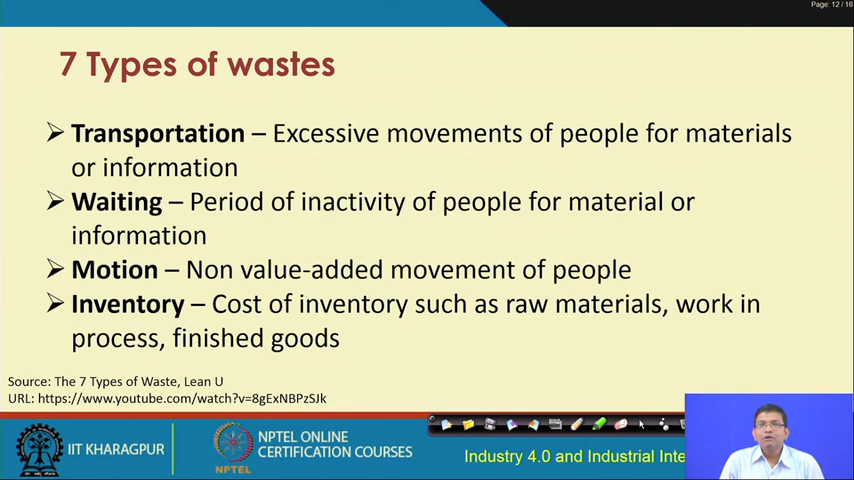 Page: 12 / 16
7 Types of wastes
➢ Transportation – Excessive movements of people for materials
or information
➢ Waiting – Period of inactivity of people for material or
information
➢ Motion – Non value-added movement of people
➢ Inventory – Cost of inventory such as raw materials, work in
process, finished goods
Source: The 7 Types of Waste, Lean U
URL: https://www.youtube.com/watch?v=8gExNBPzSJk
IIT KHARAGPUR
NPTEL
NPTEL ONLINE
CERTIFICATION COURSES
Industry 4.0 and Industrial Inte